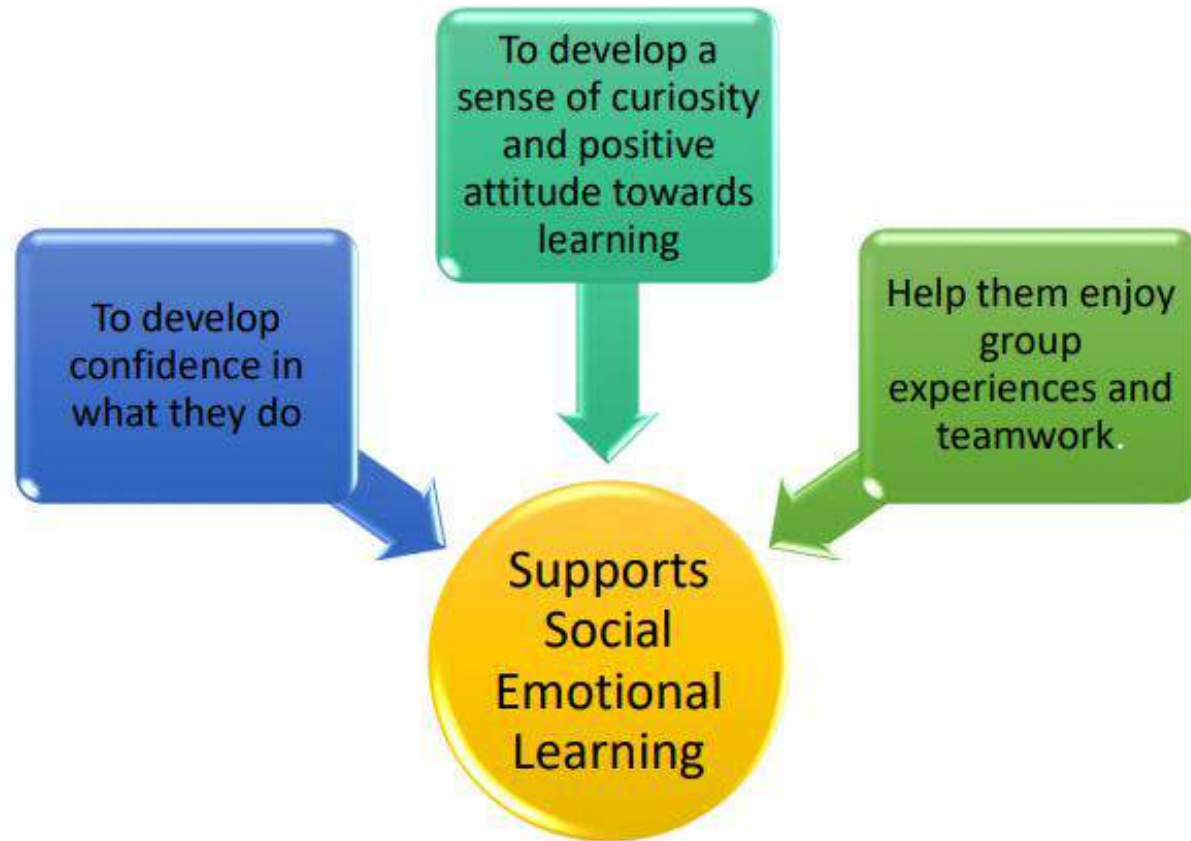 To develop a
sense of curiosity
and positive
attitude towards
learning
To develop
confidence in
what they do
Help them enjoy
group
experiences and
teamwork.
Supports
Social
Emotional
Learning